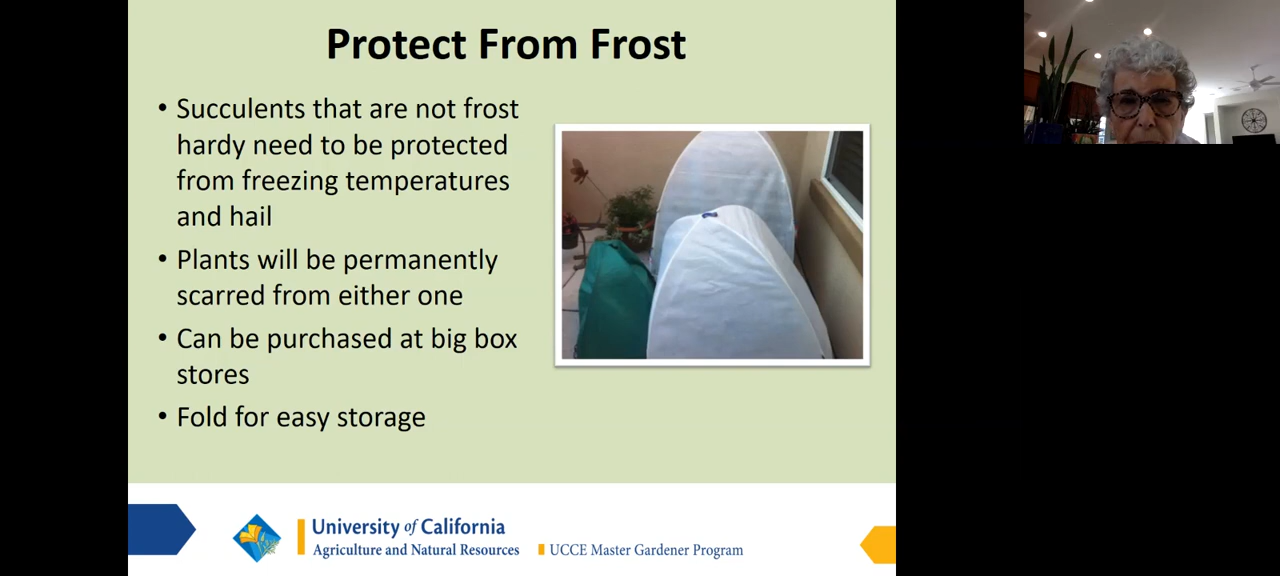 Protect From Frost
• Succulents that are not frost
hardy need to be protected
from freezing temperatures
and hail
• Plants will be permanently
scarred from either one
• Can be purchased at big box
stores
• Fold for easy storage
University of California
Agriculture and Natural Resources
UCCE Master Gardener Program